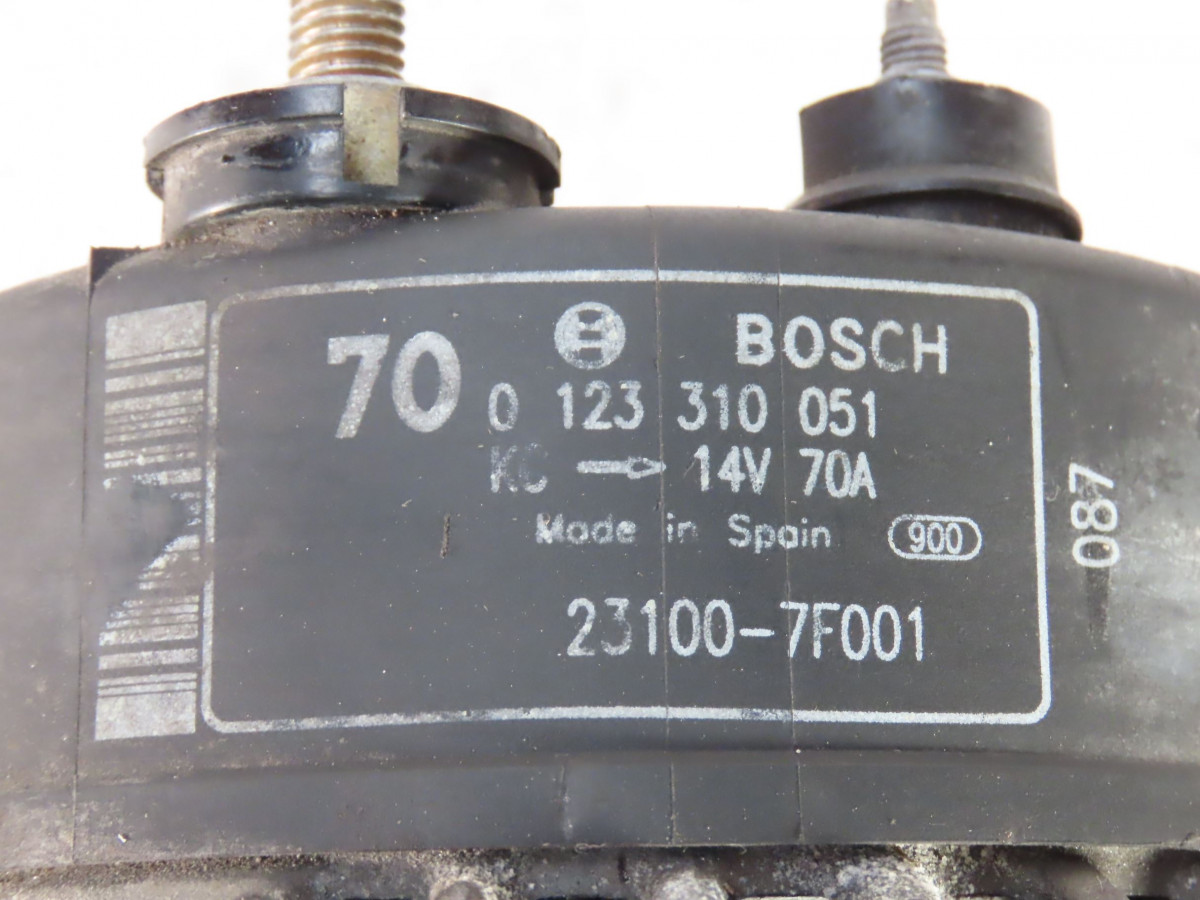 70 BOSCH
0 123 310 051
KC → 14V 70A
Made in Spain 900
23100-7F001
087